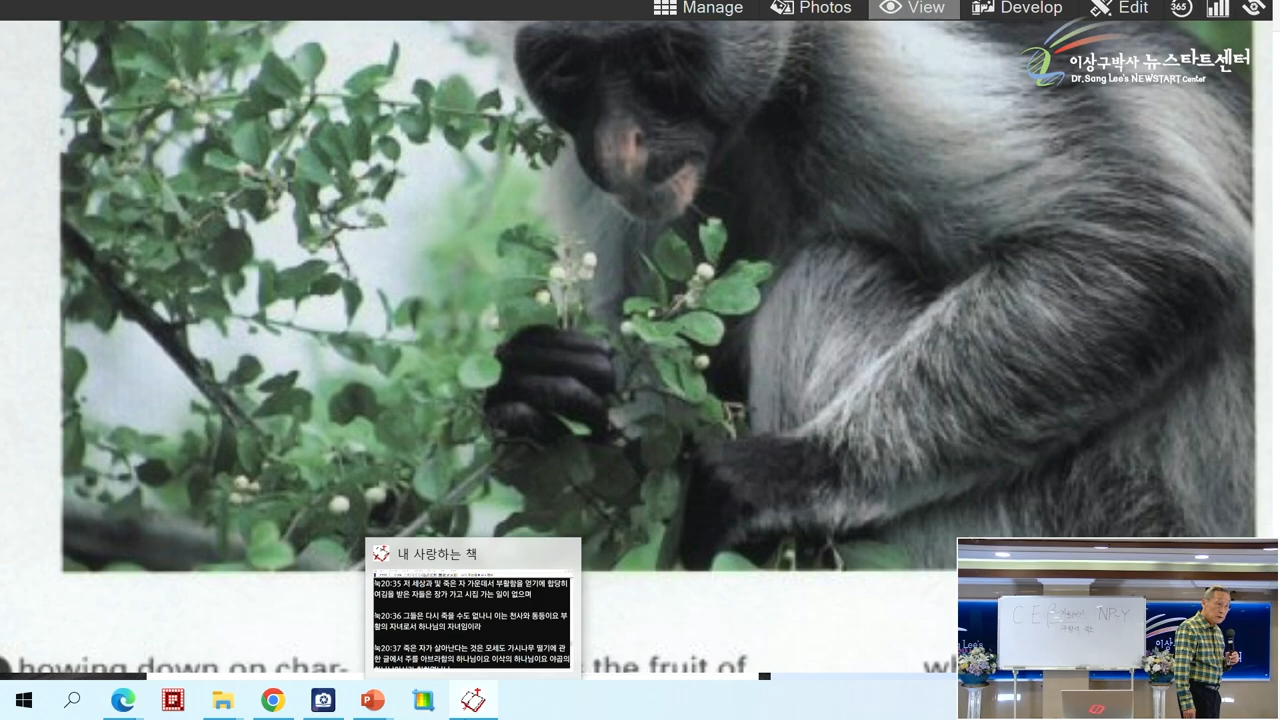 Manage Photos View Develop Edit 365
이상구박사 뉴스타트센터
Dr.Sang Lee's NEWSTART Center
내 사랑하는 책
눅20:35 저 세상과 및 죽은 자 가운데서 부활함을 얻기에 합당히
여김을 받은 자들은 장가 가고 시집 가는 일이 없으며
눅20:36 그들은 다시 죽을 수도 없나니 이는 천사와 동등이요 부
활의 자녀로서 하나님의 자녀임이라
눅20:37 죽은 자가 살아난다는 것은 모세도 가시나무 떨기에 관
한 글에서 주를 아브라함의 하나님이요 이삭의 하나님이요 야곱의
howing down on char-
the fruit of
C E NP-Y